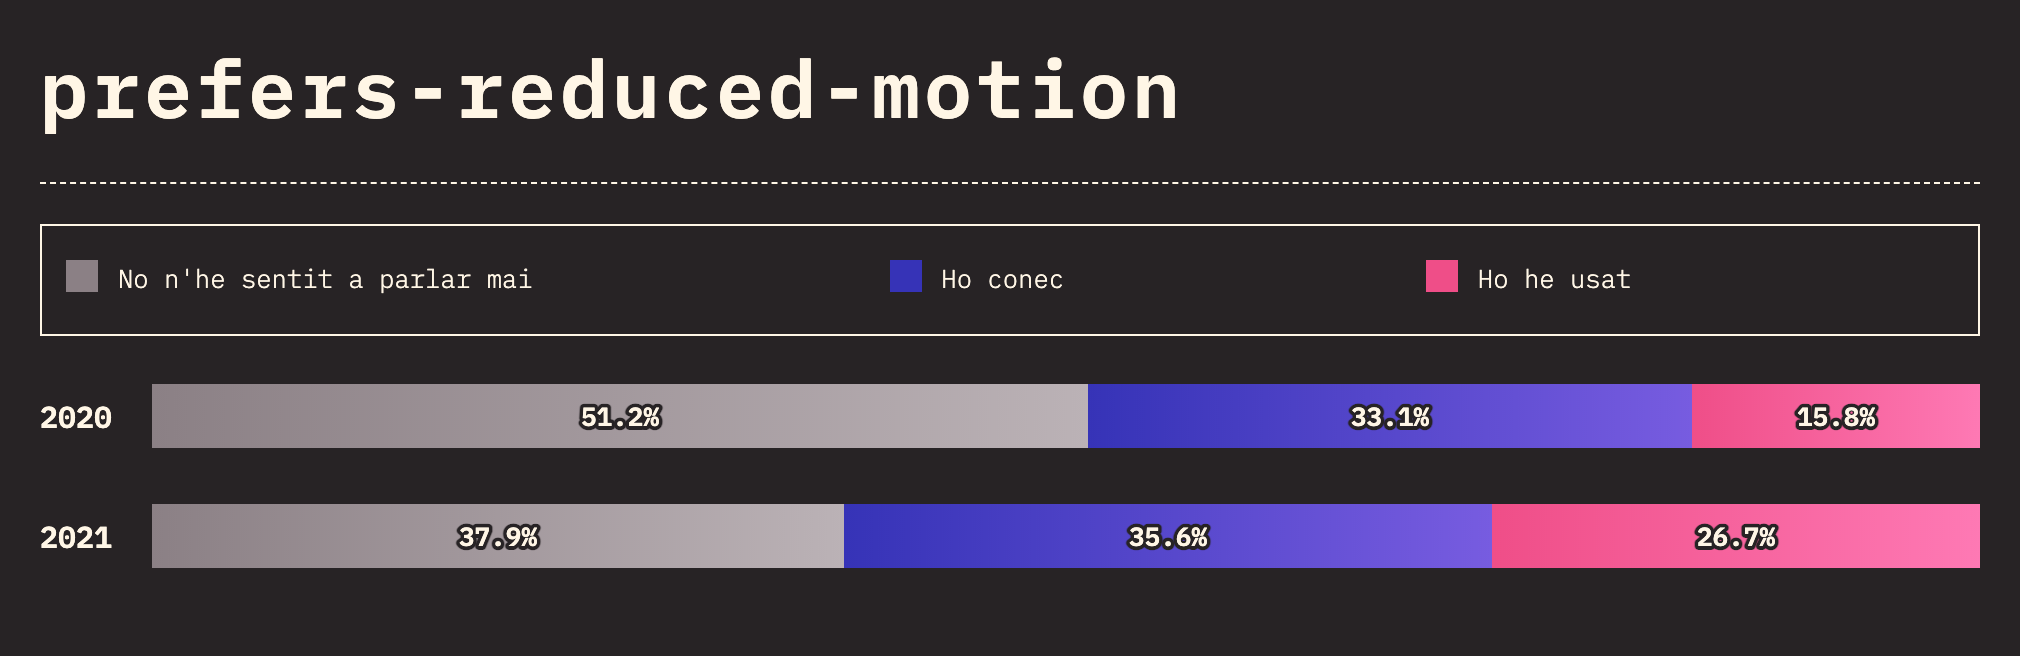 prefers-reduced-motion
No n'he sentit a parlar mai Ho conec Ho he usat
2020 51.2% 33.1% 15.8%
2021 37.9% 35.6% 26.7%